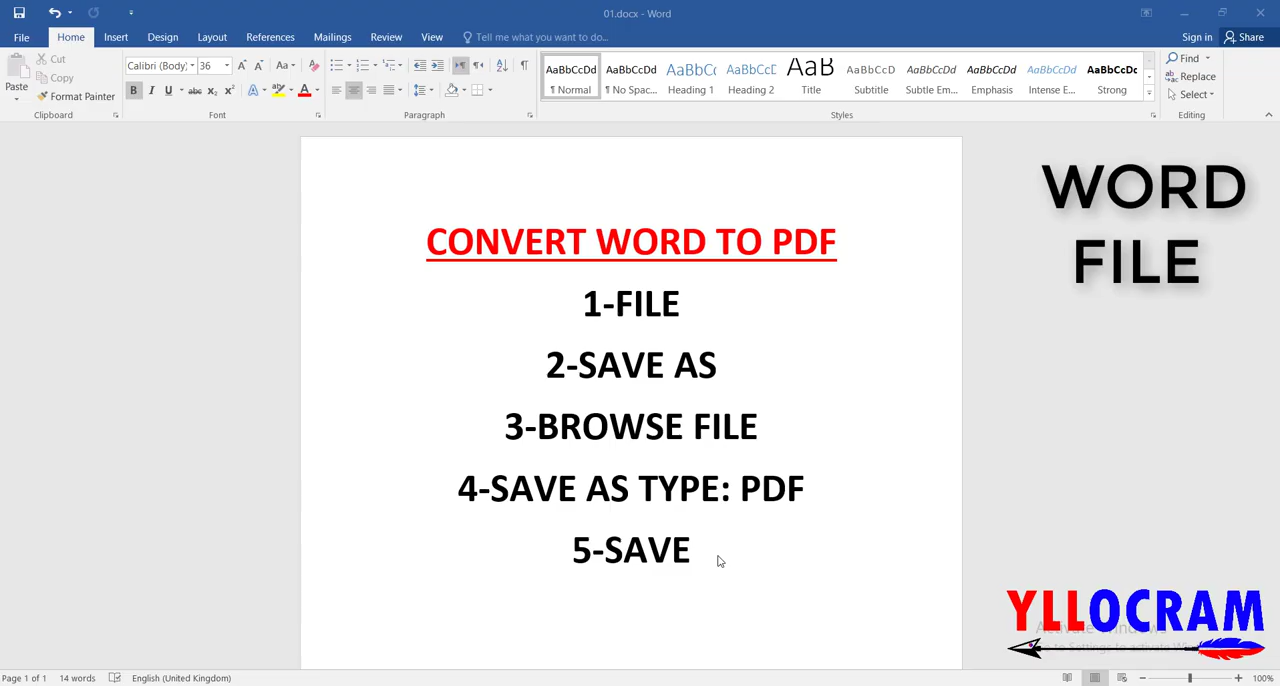 01.docx - Word
File Home Insert Design Layout References Mailings Review View Tell me what you want to do... Sign in Share
Cut
Copy
Format Painter
Paste
Clipboard
Calibri (Body) 36
Font
Paragraph
AaBbCcDd AaBbCcDd AaBbCc AaBbCcD AaB AaBbCcD AaBbCcDd AaBbCcDd AaBbCcDd AaBbCcDc
¶ Normal ¶ No Spac... Heading 1 Heading 2 Title Subtitle Subtle Em... Emphasis Intense E... Strong
Styles
Find
Replace
Select
Editing
CONVERT WORD TO PDF
1-FILE
2-SAVE AS
3-BROWSE FILE
4-SAVE AS TYPE: PDF
5-SAVE
WORD
FILE
YLLOCRAM
Page 1 of 1 14 words English (United Kingdom) 100%